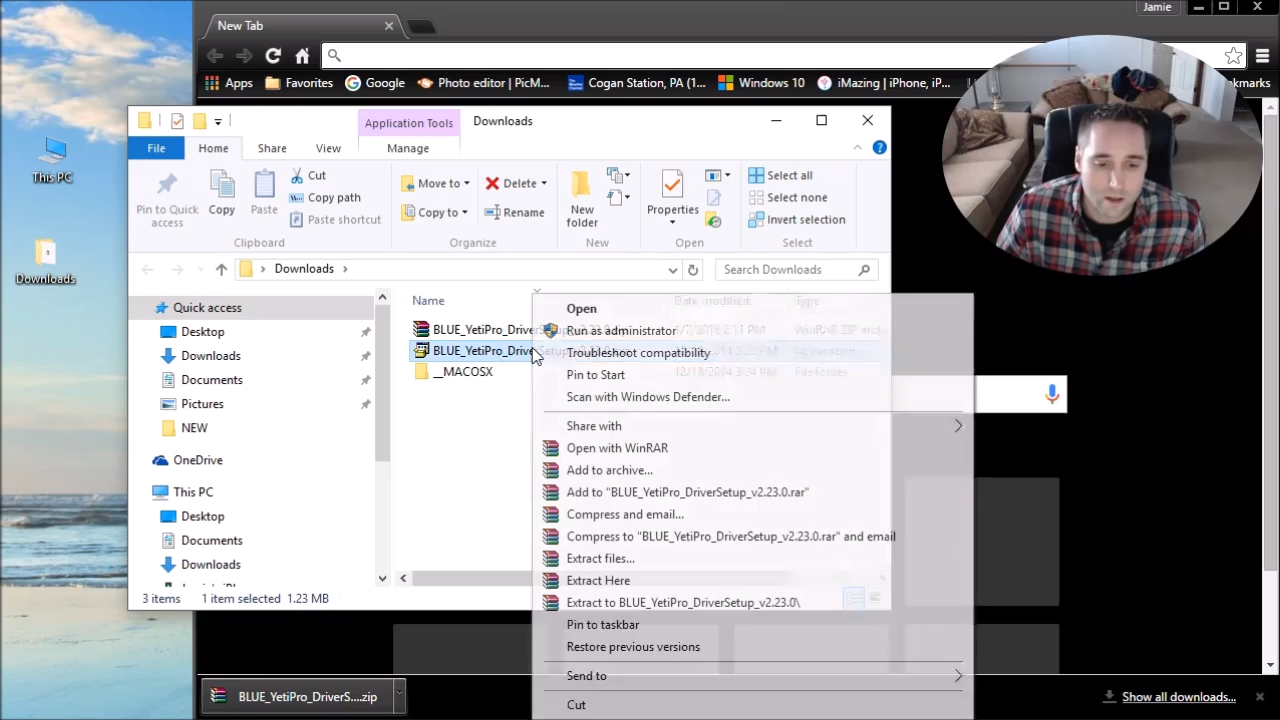 Jamie
New Tab
Apps
Favorites
Google
Photo editor | PicM...
Cogan Station, PA (1...
Windows 10
iMazing | iPhone, iP...
kmarks
This PC
Downloads
Application Tools
Downloads
File
Home
Share
View
Manage
Pin to Quick access
Copy
Paste
Cut
Copy path
Paste shortcut
Clipboard
Move to
Copy to
Delete
Rename
Organize
New folder
New
Properties
Open
Select all
Select none
Invert selection
Select
Downloads
Search Downloads
Quick access
Desktop
Downloads
Documents
Pictures
NEW
OneDrive
This PC
Desktop
Documents
Downloads
Name
Date modified
Type
BLUE_YetiPro_DriverSetup
BLUE_YetiPro_Drive
__MACOSX
Open
Run as administrator
Troubleshoot compatibility
Pin to Start
Scan with Windows Defender...
Share with
Open with WinRAR
Add to archive...
Add to "BLUE_YetiPro_DriverSetup_v2.23.0.rar"
Compress and email...
Compress to "BLUE_YetiPro_DriverSetup_v2.23.0.rar" and email
Extract files...
Extract Here
Extract to BLUE_YetiPro_DriverSetup_v2.23.0\
Pin to taskbar
Restore previous versions
Send to
Cut
3 items 1 item selected 1.23 MB
BLUE_YetiPro_DriverS....zip
Show all downloads...